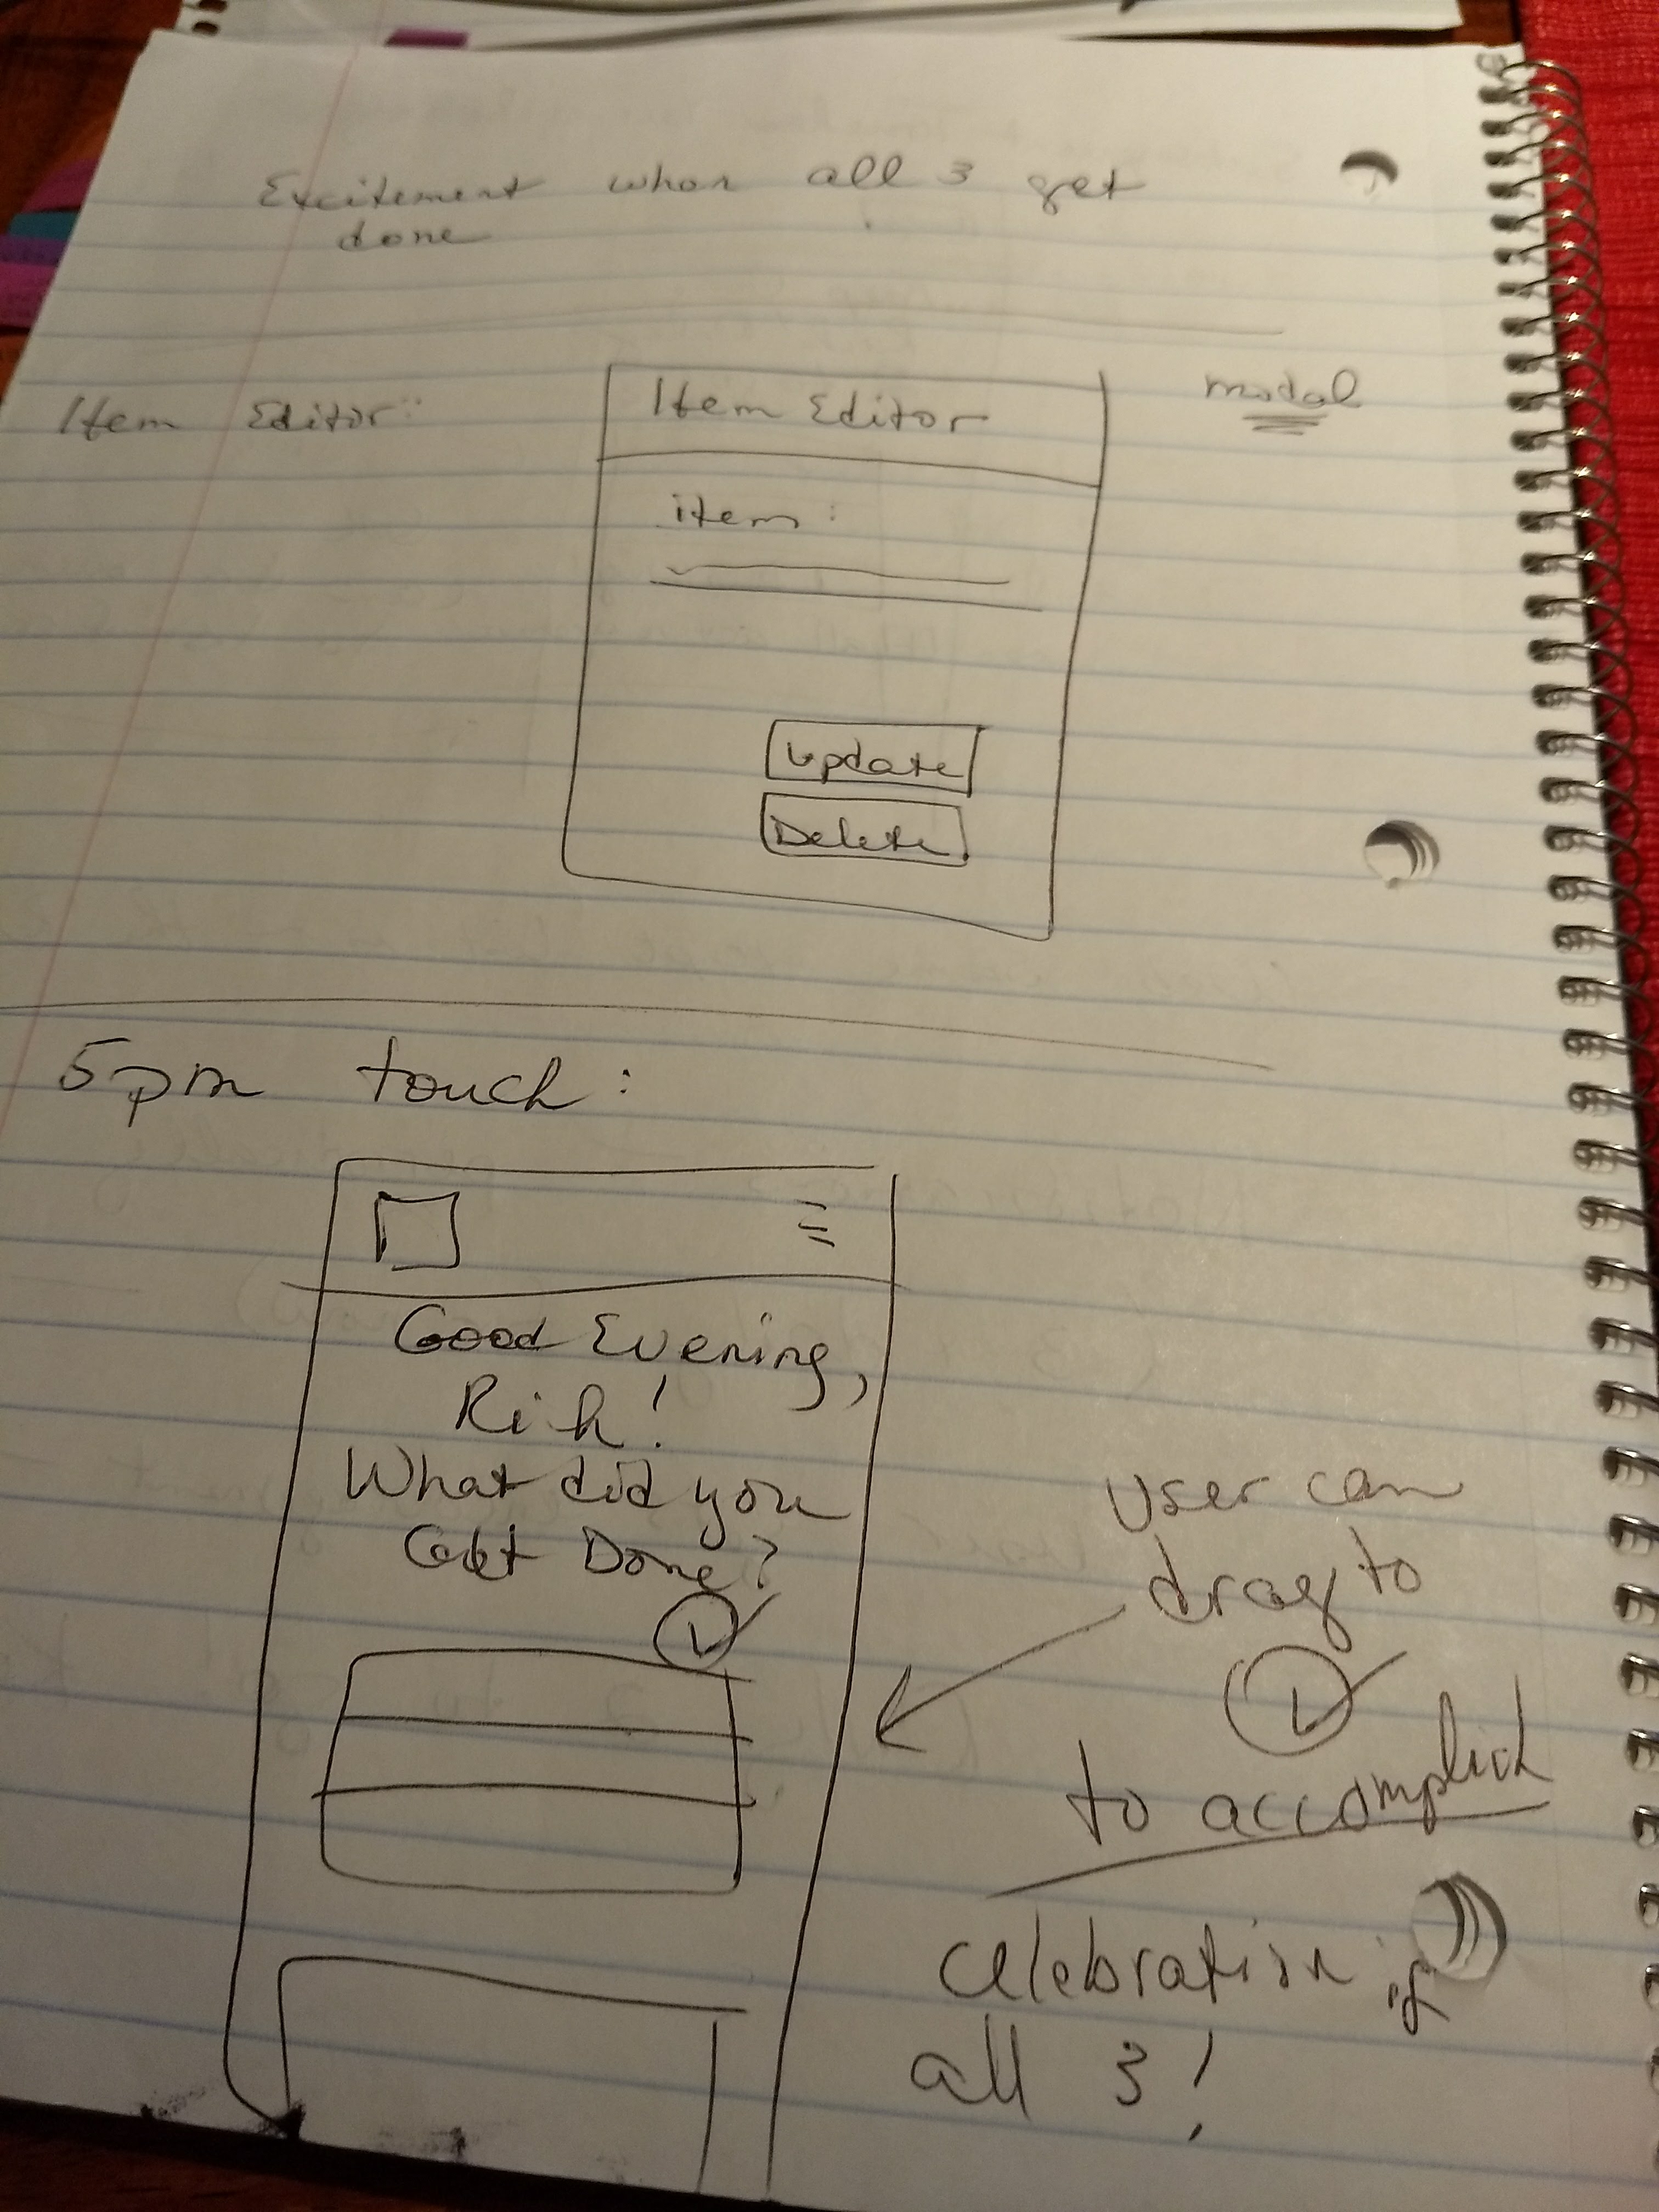 Excitement when all 3 get
done
Item Editor:
Item Editor
modal
item:
Update
Delete
5pm touch:
Good Evening,
Rich!
What did you
Get Done?
User can
drag to
to accomplish
celebration if
all 3!